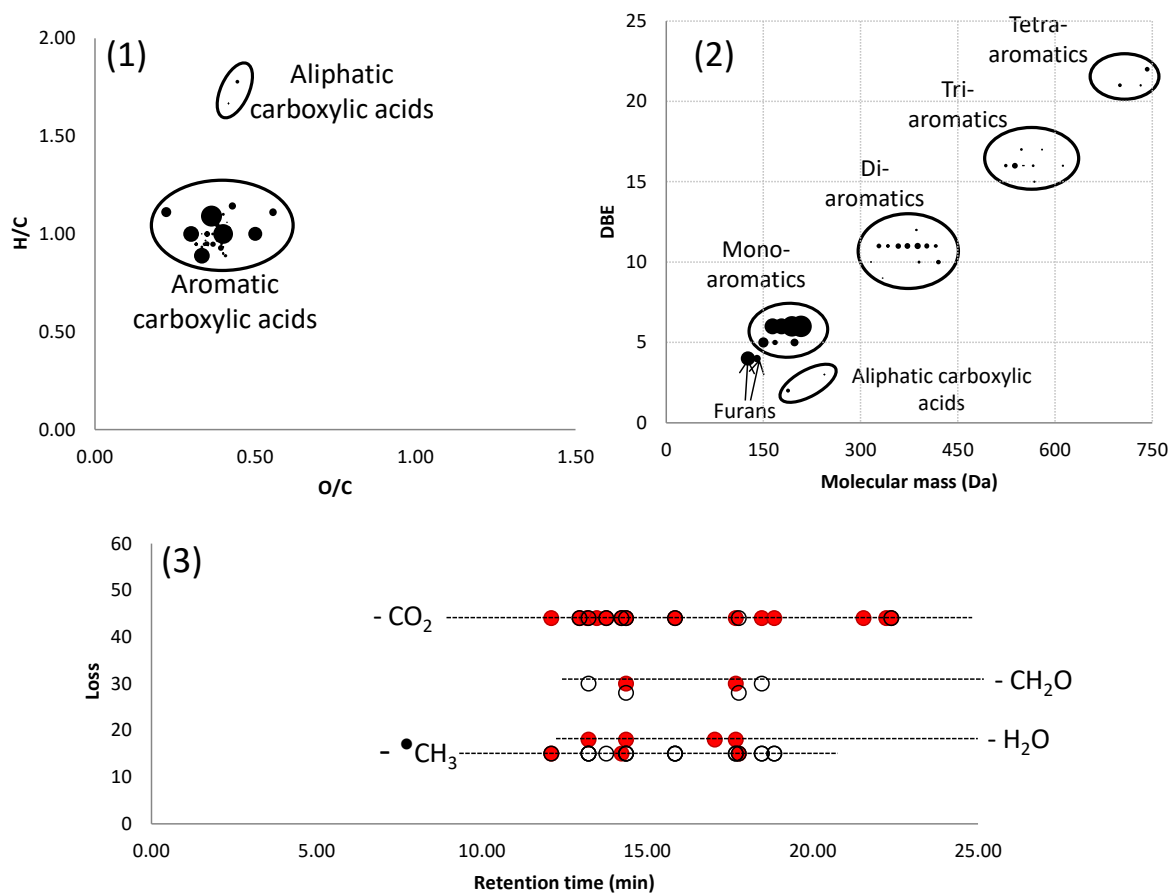 (1)
2.00
1.50
1.00
0.50
0.00
H/C
0.00
0.50
1.00
1.50
O/C
Aliphatic
carboxylic acids
Aromatic
carboxylic acids
(2)
25
20
15
10
5
0
DBE
0
150
300
450
600
750
Molecular mass (Da)
Tetra-
aromatics
Tri-
aromatics
Di-
aromatics
Mono-
aromatics
Aliphatic carboxylic
acids
Furans
(3)
60
50
40
30
20
10
0
Loss
0.00
5.00
10.00
15.00
20.00
25.00
Retention time (min)
- CO₂
- CH₂O
- H₂O
- •CH₃